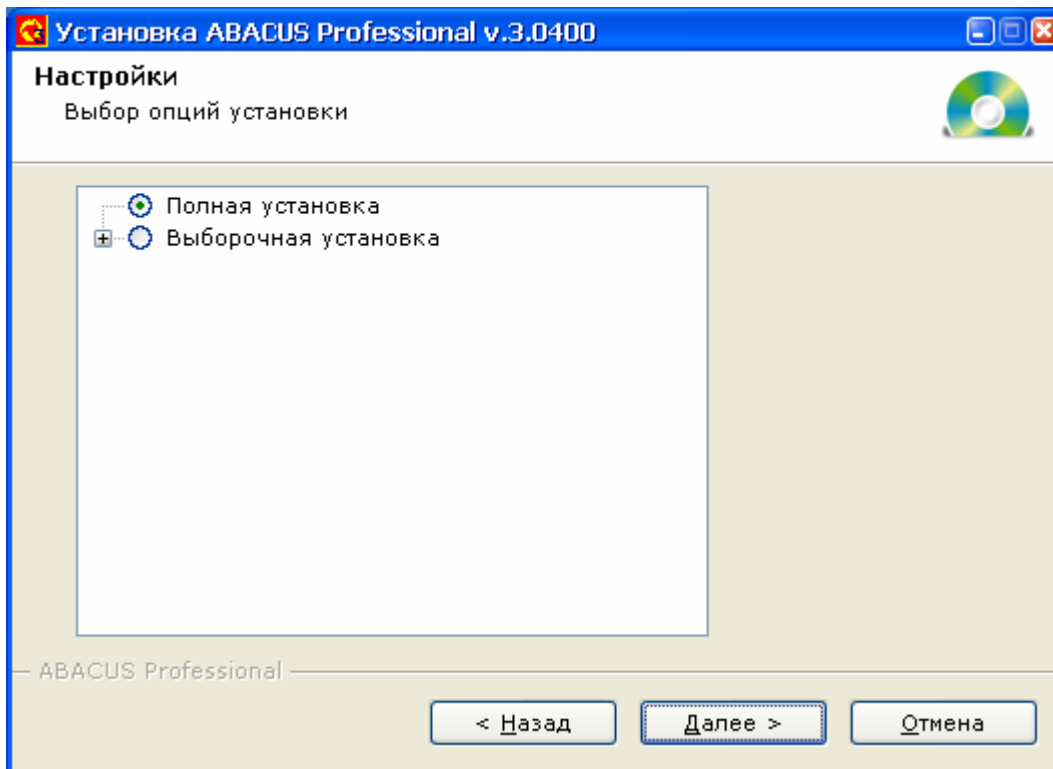 Установка ABACUS Professional v.3.0400
Настройки
Выбор опций установки
Полная установка
Выборочная установка
ABACUS Professional
< Назад
Далее >
Отмена